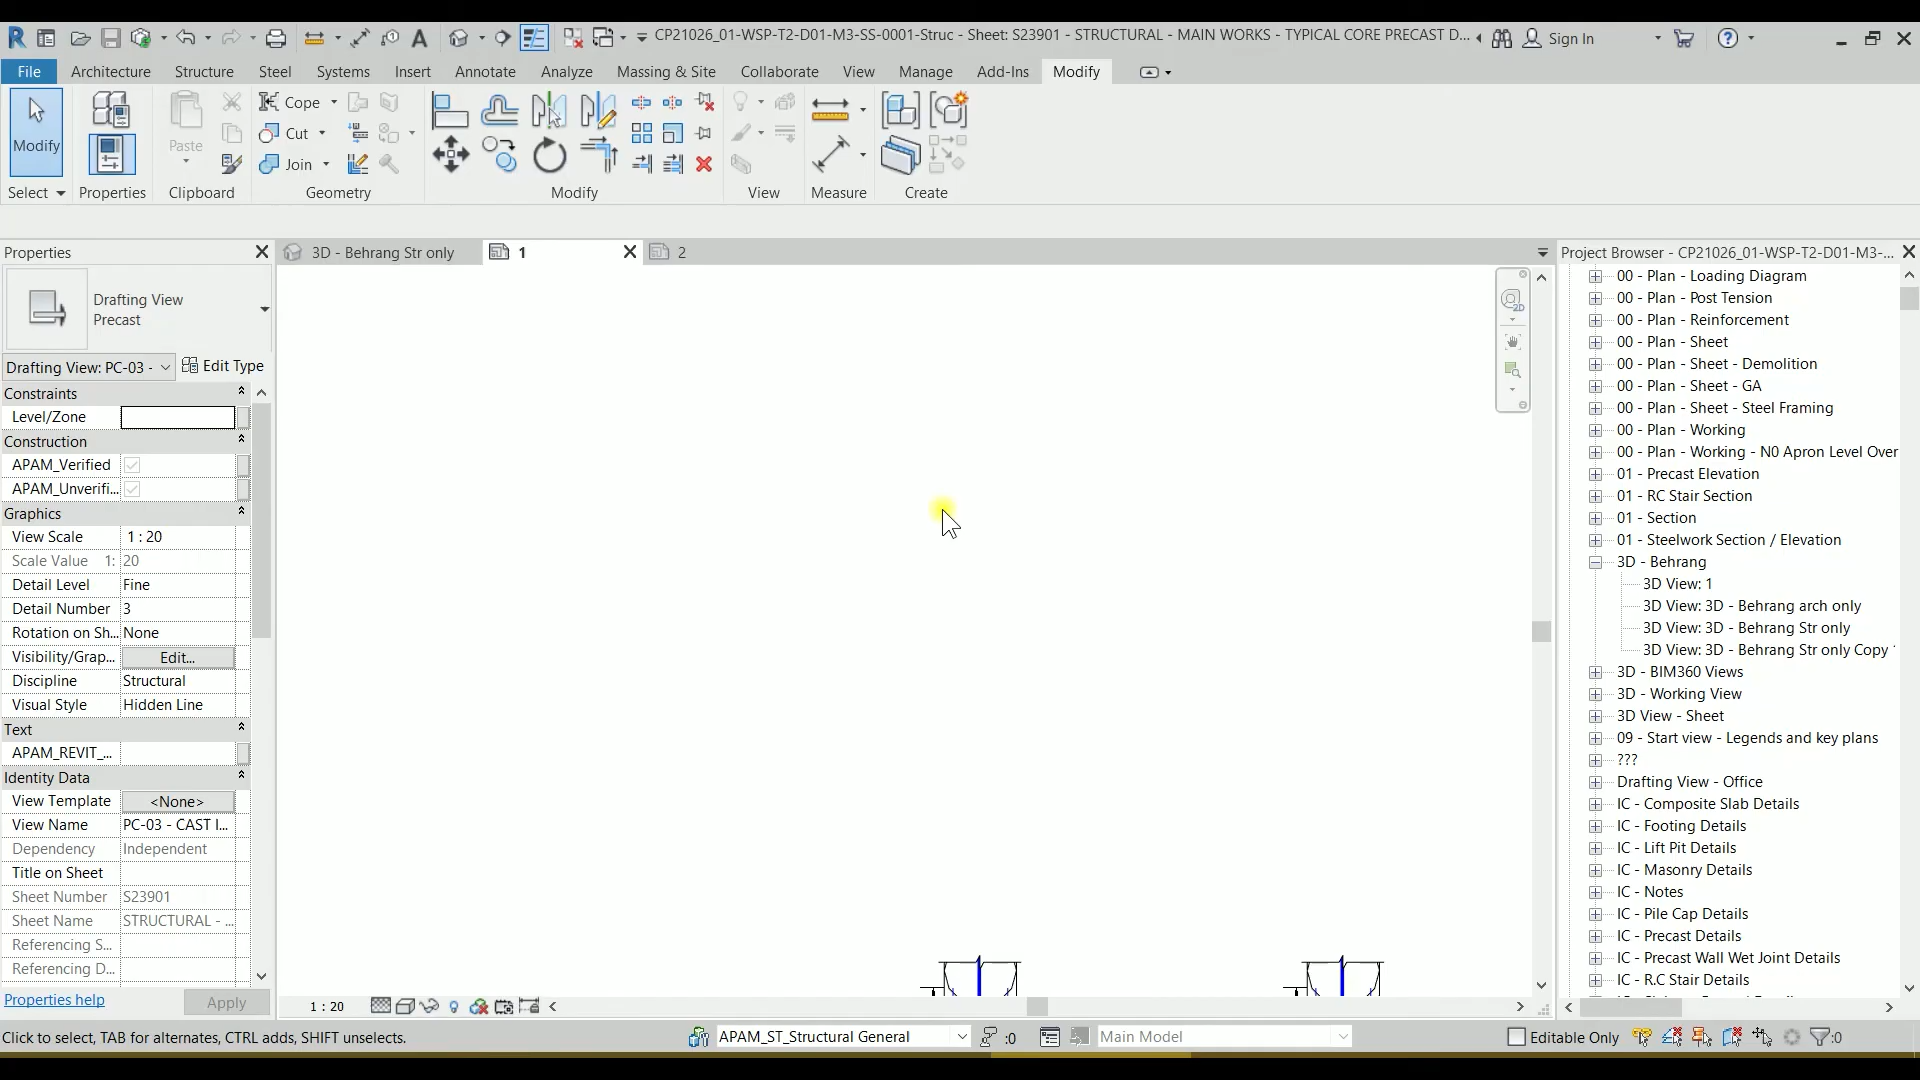 CP21026_01-WSP-T2-D01-M3-SS-0001-Struc - Sheet: S23901 - STRUCTURAL - MAIN WORKS - TYPICAL CORE PRECAST D...
Sign In
File Architecture Structure Steel Systems Insert Annotate Analyze Massing & Site Collaborate View Manage Add-Ins Modify
Modify
Paste
Cope
Cut
Join
Select Properties Clipboard Geometry Modify View Measure Create
Properties
3D - Behrang Str only
1
2
Project Browser - CP21026_01-WSP-T2-D01-M3-...
Drafting View
Precast
Drafting View: PC-03 -
Edit Type
Constraints
Level/Zone
Construction
APAM_Verified
APAM_Unverifi...
Graphics
View Scale 1 : 20
Scale Value 1: 20
Detail Level Fine
Detail Number 3
Rotation on Sh... None
Visibility/Grap... Edit...
Discipline Structural
Visual Style Hidden Line
Text
APAM_REVIT_...
Identity Data
View Template <None>
View Name PC-03 - CAST I...
Dependency Independent
Title on Sheet
Sheet Number S23901
Sheet Name STRUCTURAL - ...
Referencing S...
Referencing D...
Properties help
Apply
2D
00 - Plan - Loading Diagram
00 - Plan - Post Tension
00 - Plan - Reinforcement
00 - Plan - Sheet
00 - Plan - Sheet - Demolition
00 - Plan - Sheet - GA
00 - Plan - Sheet - Steel Framing
00 - Plan - Working
00 - Plan - Working - N0 Apron Level Over
01 - Precast Elevation
01 - RC Stair Section
01 - Section
01 - Steelwork Section / Elevation
3D - Behrang
3D View: 1
3D View: 3D - Behrang arch only
3D View: 3D - Behrang Str only
3D View: 3D - Behrang Str only Copy
3D - BIM360 Views
3D - Working View
3D View - Sheet
09 - Start view - Legends and key plans
???
Drafting View - Office
IC - Composite Slab Details
IC - Footing Details
IC - Lift Pit Details
IC - Masonry Details
IC - Notes
IC - Pile Cap Details
IC - Precast Details
IC - Precast Wall Wet Joint Details
IC - R.C Stair Details
1 : 20
Click to select, TAB for alternates, CTRL adds, SHIFT unselects.
APAM_ST_Structural General
:0
Main Model
Editable Only
:0